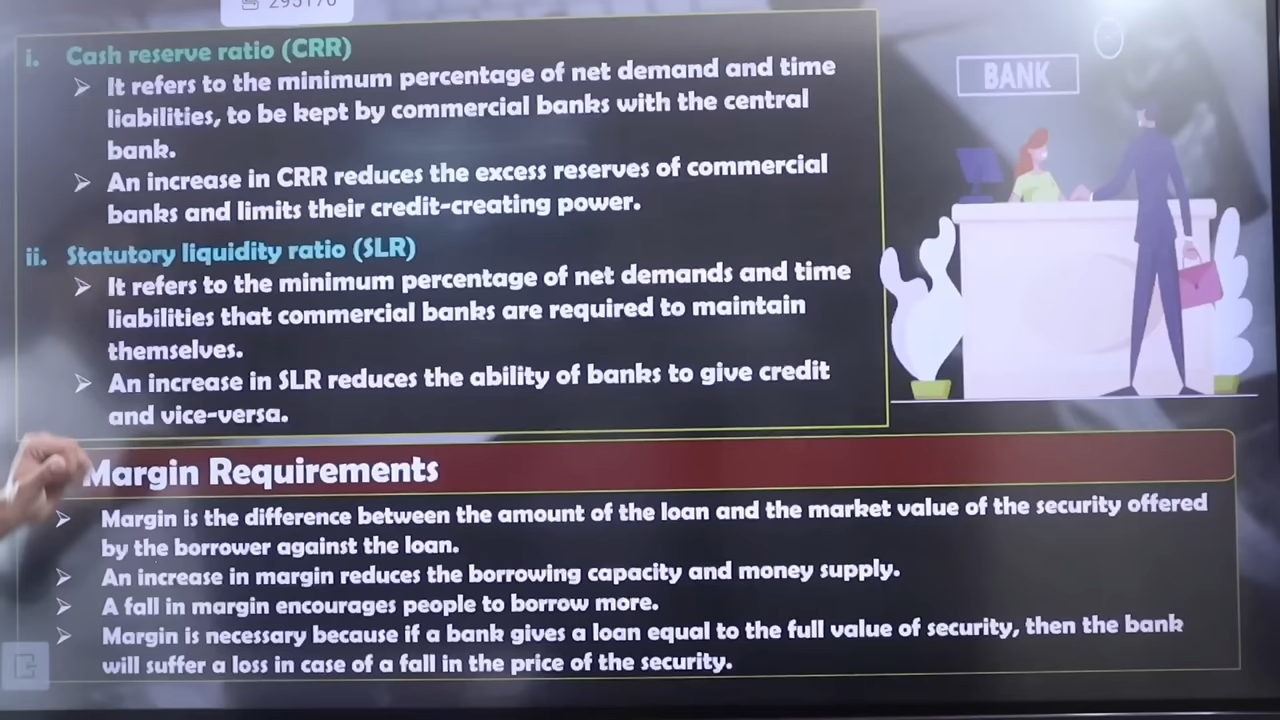 i. Cash reserve ratio (CRR)
➢ It refers to the minimum percentage of net demand and time
liabilities, to be kept by commercial banks with the central
bank.
➢ An increase in CRR reduces the excess reserves of commercial
banks and limits their credit-creating power.
ii. Statutory liquidity ratio (SLR)
➢ It refers to the minimum percentage of net demands and time
liabilities that commercial banks are required to maintain
themselves.
➢ An increase in SLR reduces the ability of banks to give credit
and vice-versa.
BANK
Margin Requirements
➢ Margin is the difference between the amount of the loan and the market value of the security offered
by the borrower against the loan.
➢ An increase in margin reduces the borrowing capacity and money supply.
➢ A fall in margin encourages people to borrow more.
➢ Margin is necessary because if a bank gives a loan equal to the full value of security, then the bank
will suffer a loss in case of a fall in the price of the security.